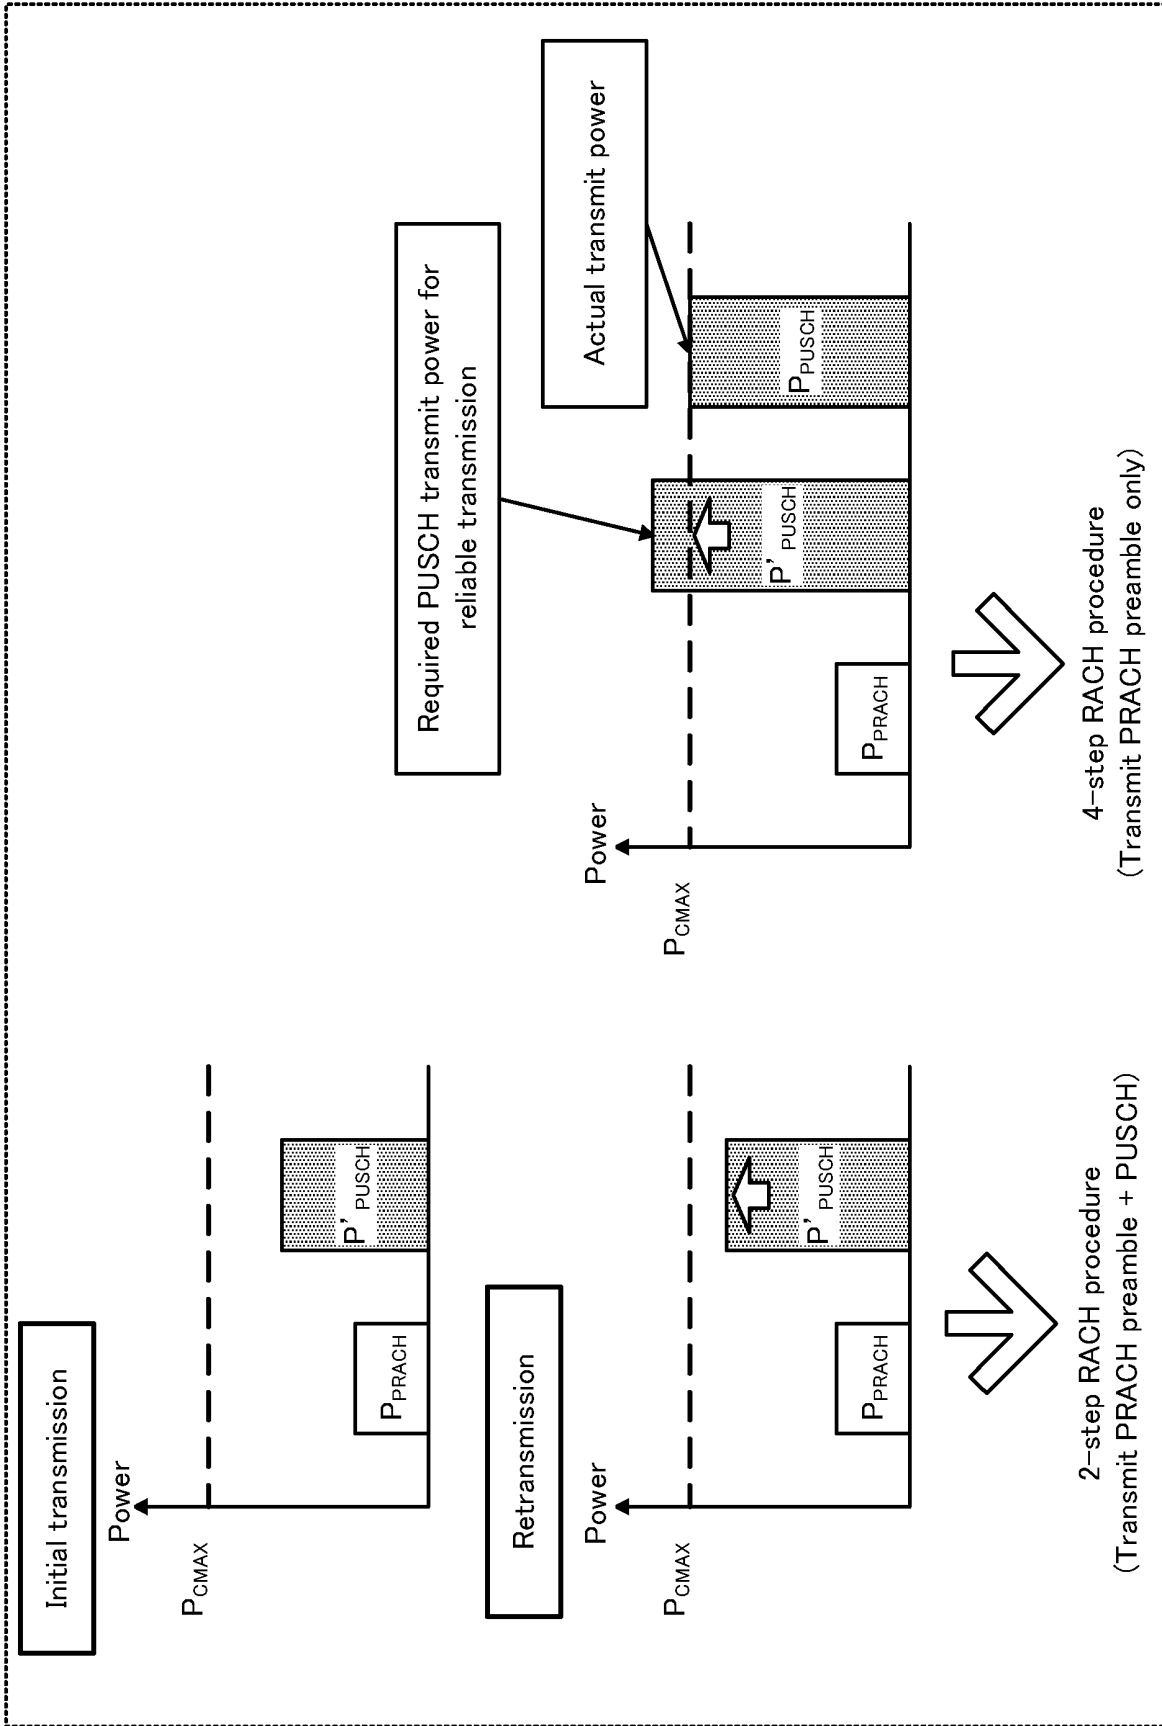 Initial transmission
Power
P_CMAX
P_PRACH
P'_PUSCH
Retransmission
Power
P_CMAX
P_PRACH
P'_PUSCH
2-step RACH procedure
(Transmit PRACH preamble + PUSCH)
Required PUSCH transmit power for
reliable transmission
Actual transmit power
Power
P_CMAX
P_PRACH
P'_PUSCH
P_PUSCH
4-step RACH procedure
(Transmit PRACH preamble only)